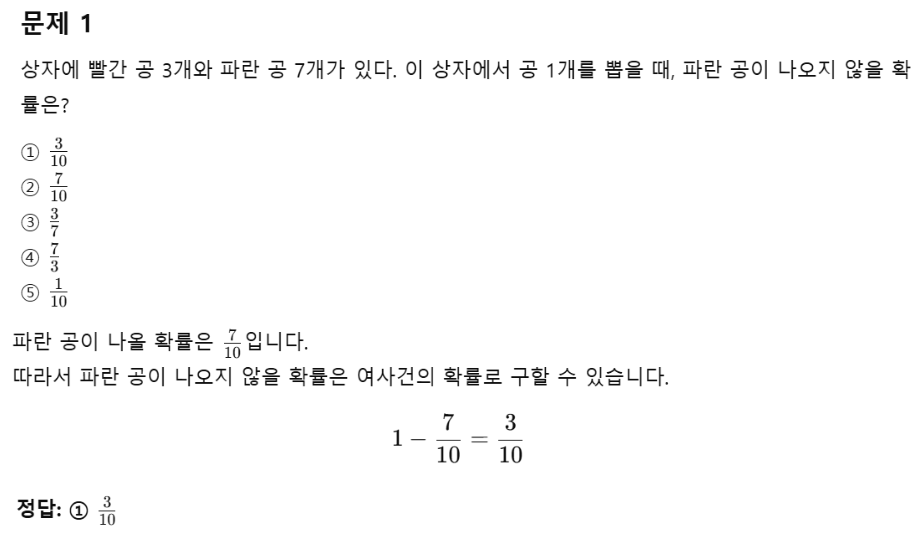 문제 1
상자에 빨간 공 3개와 파란 공 7개가 있다. 이 상자에서 공 1개를 뽑을 때, 파란 공이 나오지 않을 확
률은?
① 3/10
② 7/10
③ 3/7
④ 7/3
⑤ 1/10
파란 공이 나올 확률은 7/10입니다.
따라서 파란 공이 나오지 않을 확률은 여사건의 확률로 구할 수 있습니다.
1 − 7/10 = 3/10
정답: ① 3/10